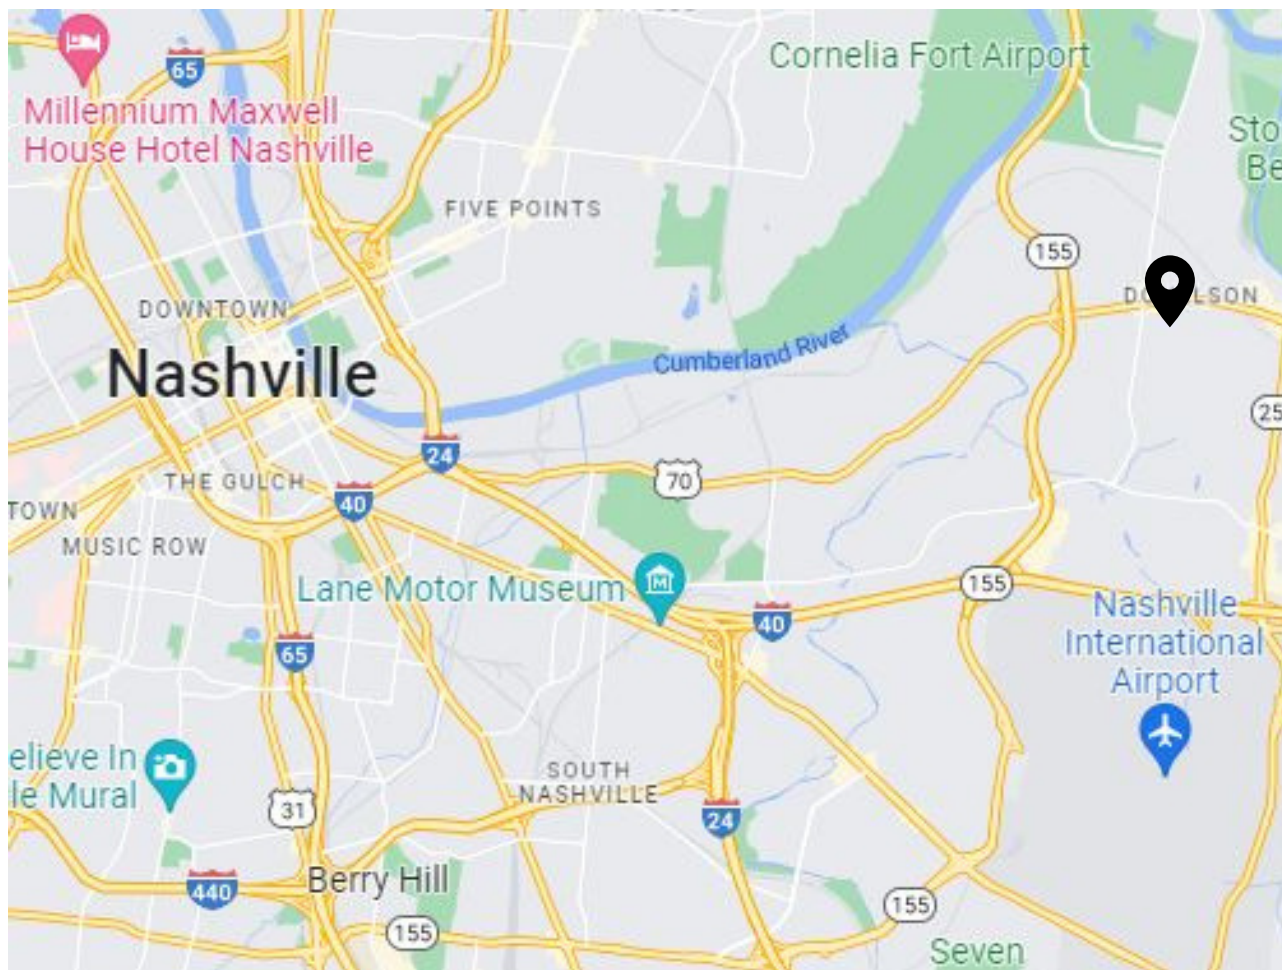 Cornelia Fort Airport
65
Millennium Maxwell
House Hotel Nashville
Sto
Be
FIVE POINTS
155
DOWNTOWN
Cumberland River
Nashville
25
24
70
THE GULCH
40
TOWN
MUSIC ROW
Lane Motor Museum
M
155
40
Nashville
International
Airport
65
elieve In
le Mural
SOUTH
NASHVILLE
31
24
Berry Hill
440
155
155
Seven